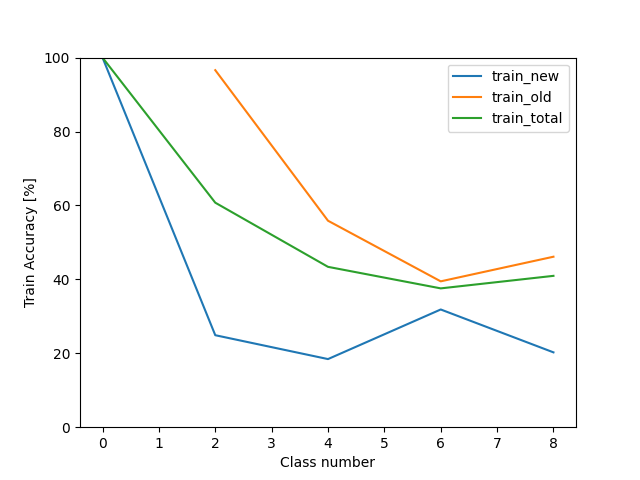 100
80
60
40
20
0
Train Accuracy [%]
train_new
train_old
train_total
0 1 2 3 4 5 6 7 8
Class number